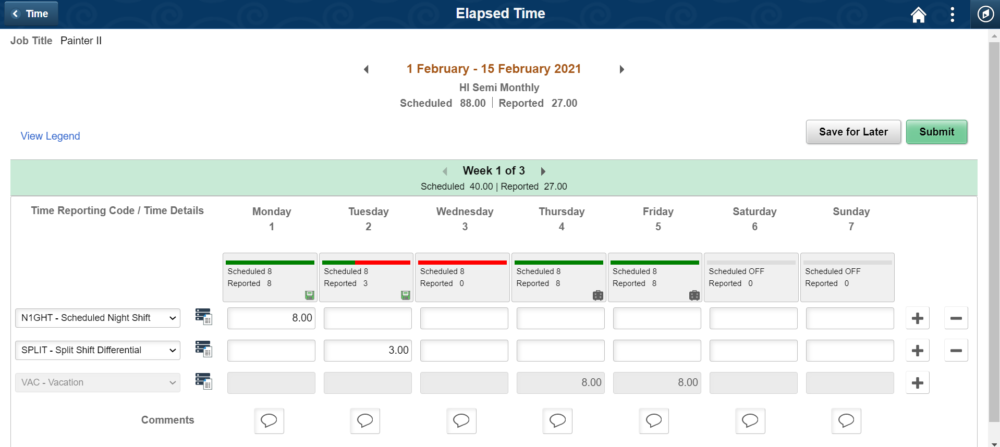 Time
Elapsed Time
Job Title Painter II
1 February - 15 February 2021
HI Semi Monthly
Scheduled 88.00 | Reported 27.00
View Legend
Save for Later
Submit
Week 1 of 3
Scheduled 40.00 | Reported 27.00
Time Reporting Code / Time Details
Monday Tuesday Wednesday Thursday Friday Saturday Sunday
1 2 3 4 5 6 7
Scheduled 8 Scheduled 8 Scheduled 8 Scheduled 8 Scheduled 8 Scheduled OFF Scheduled OFF
Reported 8 Reported 3 Reported 0 Reported 8 Reported 8 Reported 0 Reported 0
N1GHT - Scheduled Night Shift 8.00
SPLIT - Split Shift Differential 3.00
VAC - Vacation 8.00 8.00
Comments